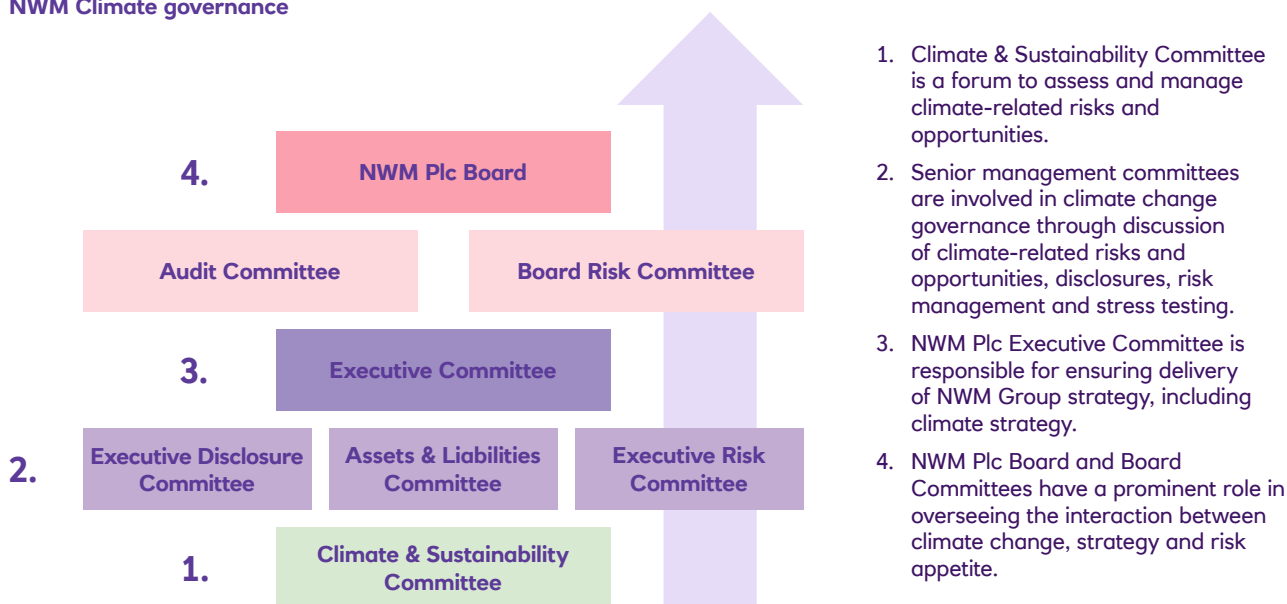 NWM Climate governance
4.
NWM Plc Board
Audit Committee
Board Risk Committee
3.
Executive Committee
2.
Executive Disclosure
Committee
Assets & Liabilities
Committee
Executive Risk
Committee
1.
Climate & Sustainability
Committee
1. Climate & Sustainability Committee
is a forum to assess and manage
climate-related risks and
opportunities.
2. Senior management committees
are involved in climate change
governance through discussion
of climate-related risks and
opportunities, disclosures, risk
management and stress testing.
3. NWM Plc Executive Committee is
responsible for ensuring delivery
of NWM Group strategy, including
climate strategy.
4. NWM Plc Board and Board
Committees have a prominent role in
overseeing the interaction between
climate change, strategy and risk
appetite.